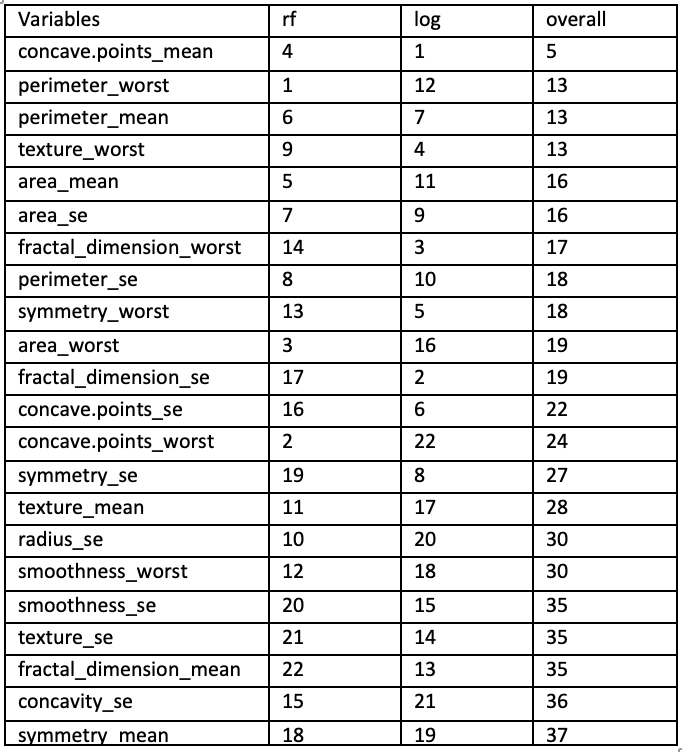 Variables rf log overall
concave.points_mean 4 1 5
perimeter_worst 1 12 13
perimeter_mean 6 7 13
texture_worst 9 4 13
area_mean 5 11 16
area_se 7 9 16
fractal_dimension_worst 14 3 17
perimeter_se 8 10 18
symmetry_worst 13 5 18
area_worst 3 16 19
fractal_dimension_se 17 2 19
concave.points_se 16 6 22
concave.points_worst 2 22 24
symmetry_se 19 8 27
texture_mean 11 17 28
radius_se 10 20 30
smoothness_worst 12 18 30
smoothness_se 20 15 35
texture_se 21 14 35
fractal_dimension_mean 22 13 35
concavity_se 15 21 36
symmetry_mean 18 19 37